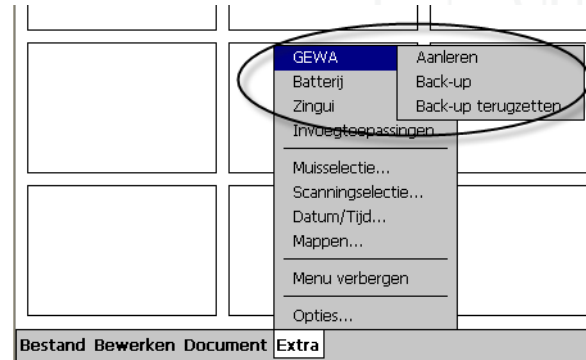 GEWA
Aanleren
Batterij
Back-up
Zingui
Back-up terugzetten
Invoegtoepassingen
Muisselectie...
Scanningselectie...
Datum/Tijd...
Mappen...
Menu verbergen
Opties...
Bestand Bewerken Document Extra